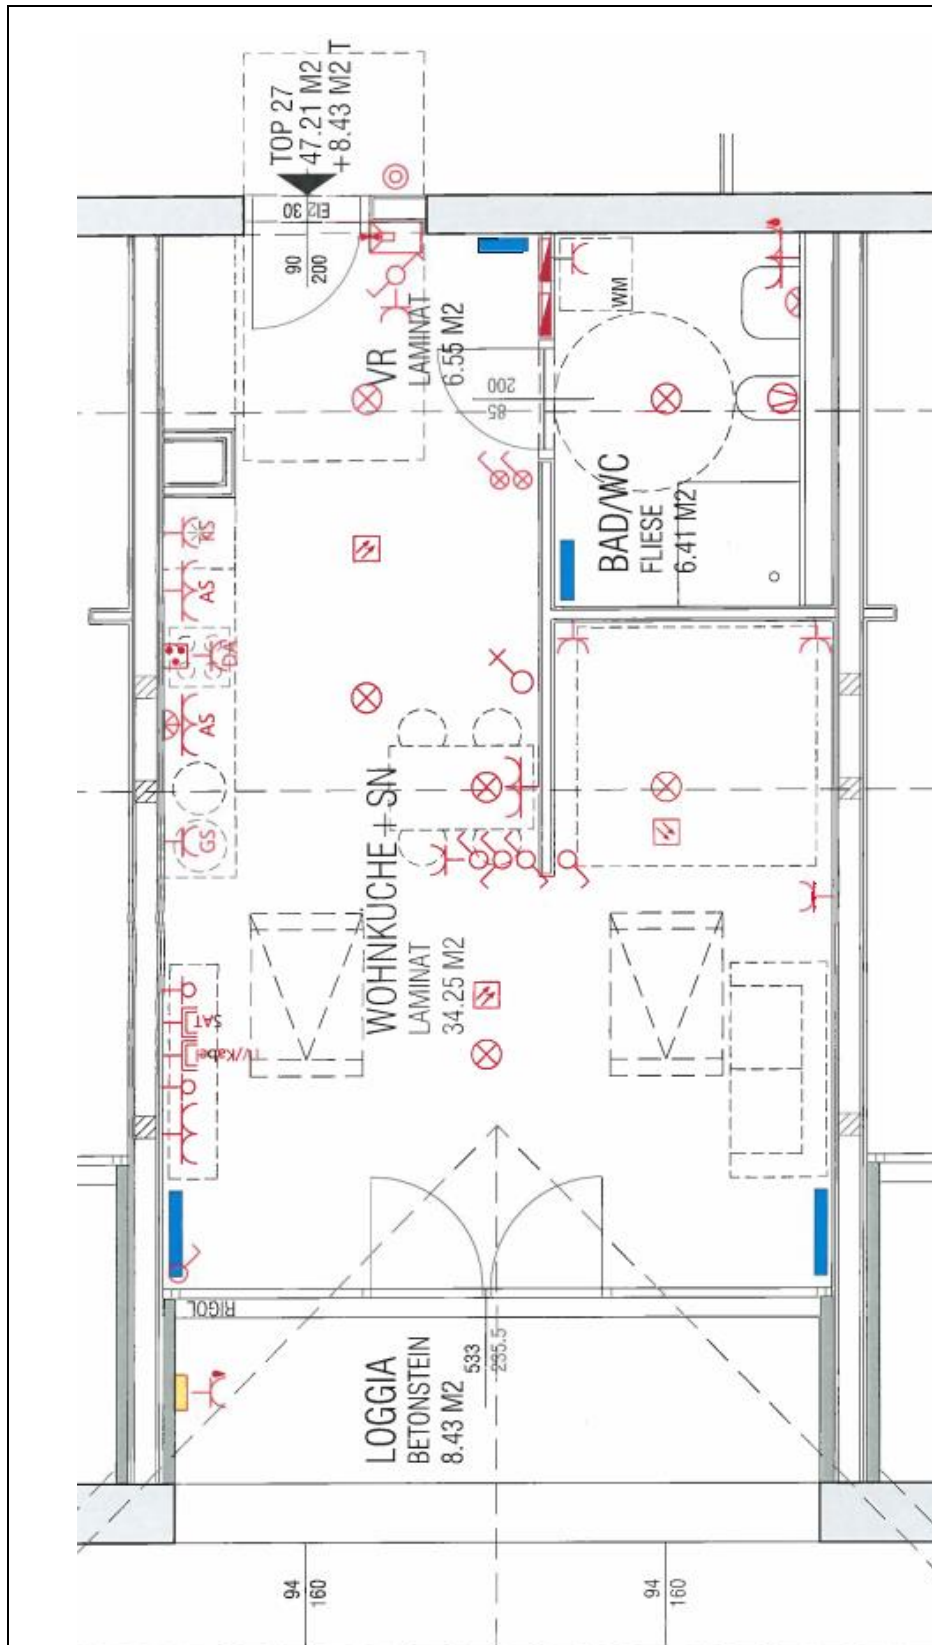 TOP 27
47.21 M2
+8.43 M2 T
EI2 30
90
200
VR
LAMINAT
6.55 M2
WM
200
85
BAD/WC
FLIESE
6.41 M2
KS
AS
DA
AS
GS
WOHNKÜCHE + SN
LAMINAT
34.25 M2
SAT
TV/Kabel
RIGOL
LOGGIA
BETONSTEIN
8.43 M2
533
235.5
94
160
94
160